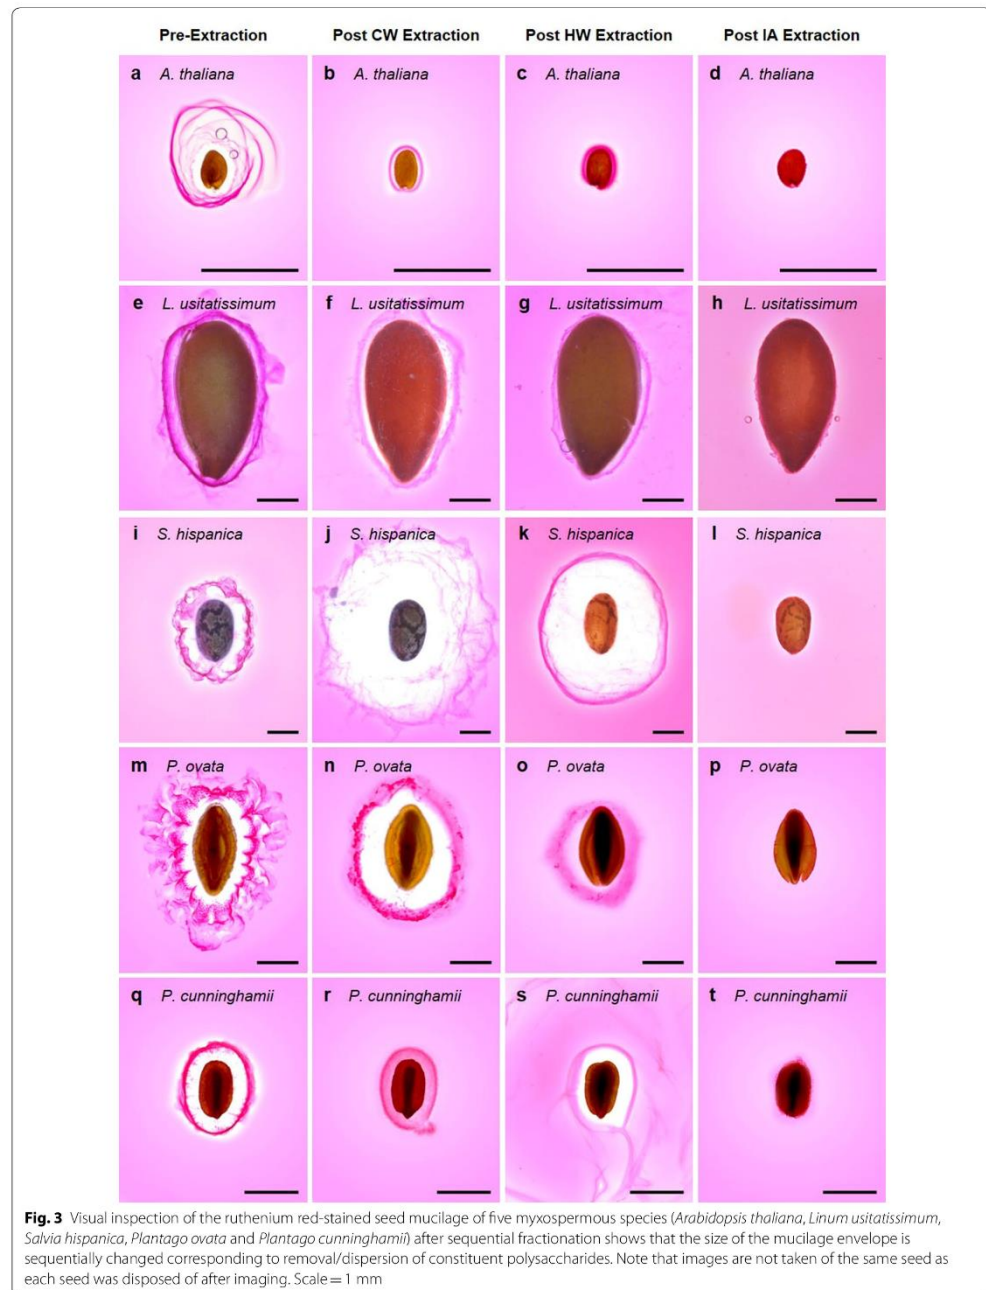 Pre-Extraction Post CW Extraction Post HW Extraction Post IA Extraction
a A. thaliana b A. thaliana c A. thaliana d A. thaliana
e L. usitatissimum f L. usitatissimum g L. usitatissimum h L. usitatissimum
i S. hispanica j S. hispanica k S. hispanica l S. hispanica
m P. ovata n P. ovata o P. ovata p P. ovata
q P. cunninghamii r P. cunninghamii s P. cunninghamii t P. cunninghamii
Fig. 3 Visual inspection of the ruthenium red-stained seed mucilage of five myxospermous species (Arabidopsis thaliana, Linum usitatissimum,
Salvia hispanica, Plantago ovata and Plantago cunninghamii) after sequential fractionation shows that the size of the mucilage envelope is
sequentially changed corresponding to removal/dispersion of constituent polysaccharides. Note that images are not taken of the same seed as
each seed was disposed of after imaging. Scale = 1 mm